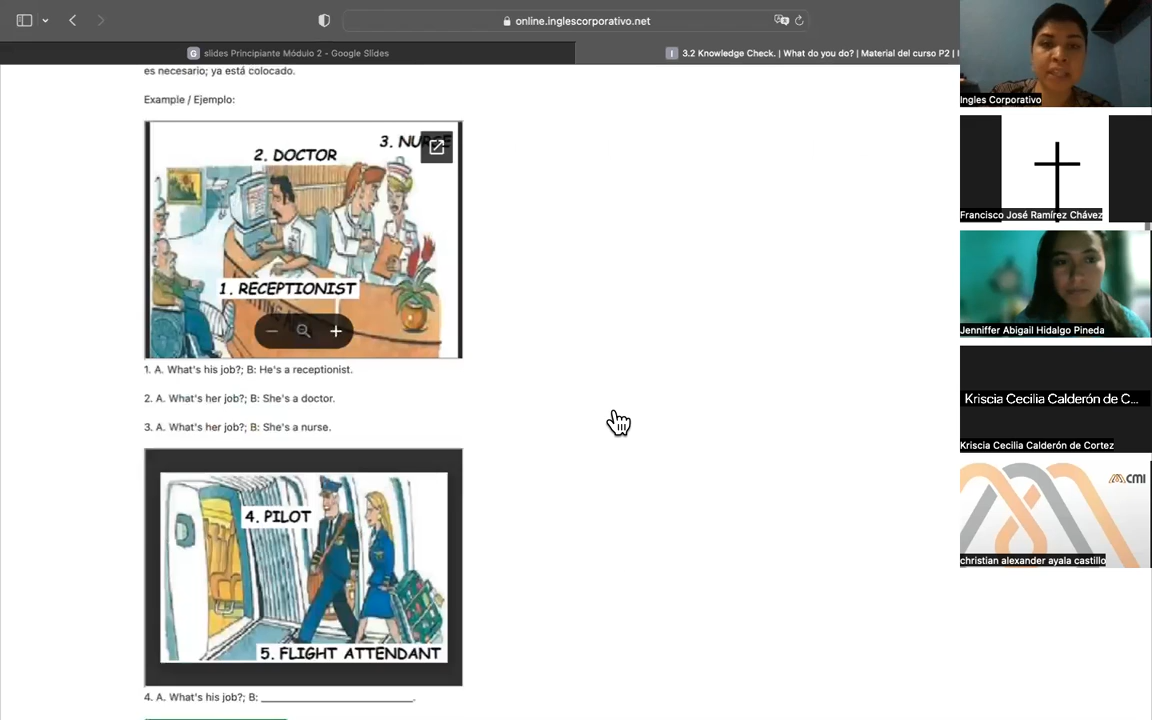 online.inglescorporativo.net
G slides Principiante Módulo 2 - Google Slides
I 3.2 Knowledge Check. | What do you do? | Material del curso P2 |
es necesario; ya está colocado.
Example / Ejemplo:
3. NURSE
2. DOCTOR
1. RECEPTIONIST
1. A. What's his job?; B: He's a receptionist.
2. A. What's her job?; B: She's a doctor.
3. A. What's her job?; B: She's a nurse.
4. PILOT
5. FLIGHT ATTENDANT
4. A. What's his job?; B: ____________________________.
Ingles Corporativo
Francisco José Ramírez Chávez
Jenniffer Abigail Hidalgo Pineda
Kriscia Cecilia Calderón de C...
Kriscia Cecilia Calderón de Cortez
CMI
christian alexander ayala castillo